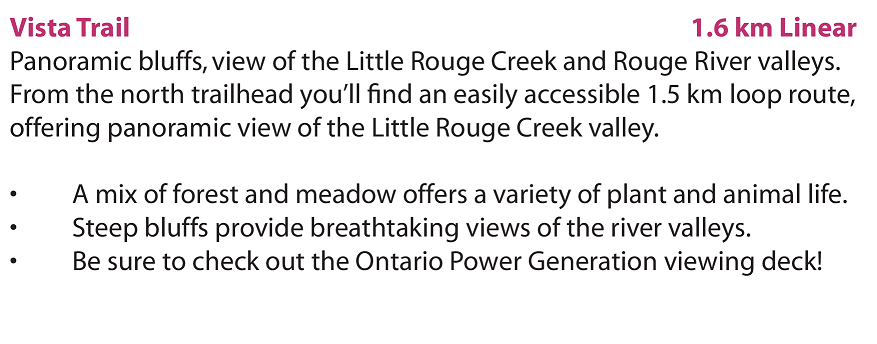 Vista Trail 1.6 km Linear
Panoramic bluffs, view of the Little Rouge Creek and Rouge River valleys.
From the north trailhead you’ll find an easily accessible 1.5 km loop route,
offering panoramic view of the Little Rouge Creek valley.
• A mix of forest and meadow offers a variety of plant and animal life.
• Steep bluffs provide breathtaking views of the river valleys.
• Be sure to check out the Ontario Power Generation viewing deck!